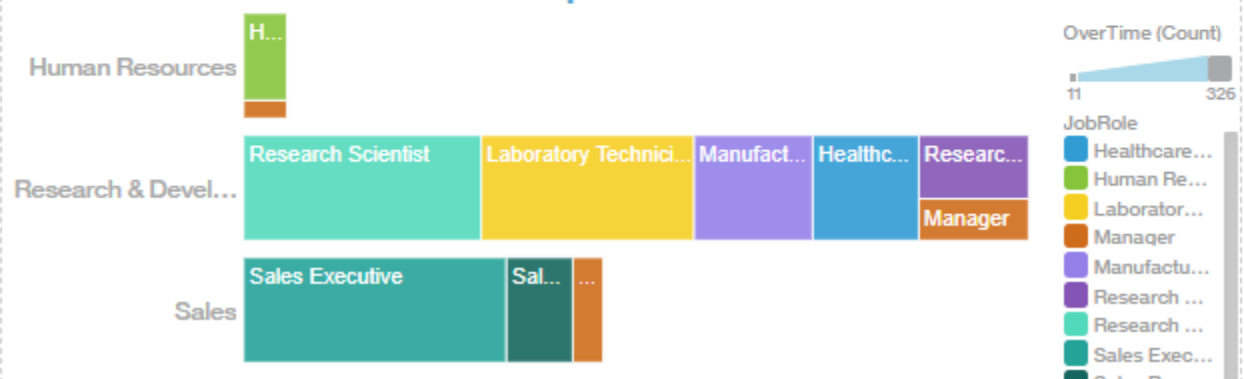 H...
Human Resources
OverTime (Count)
11
326
JobRole
Research Scientist
Laboratory Technici...
Manufact...
Healthc...
Researc...
Research & Devel...
Manager
Sales Executive
Sal...
...
Sales
Healthcare...
Human Re...
Laborator...
Manager
Manufactu...
Research ...
Research ...
Sales Exec...